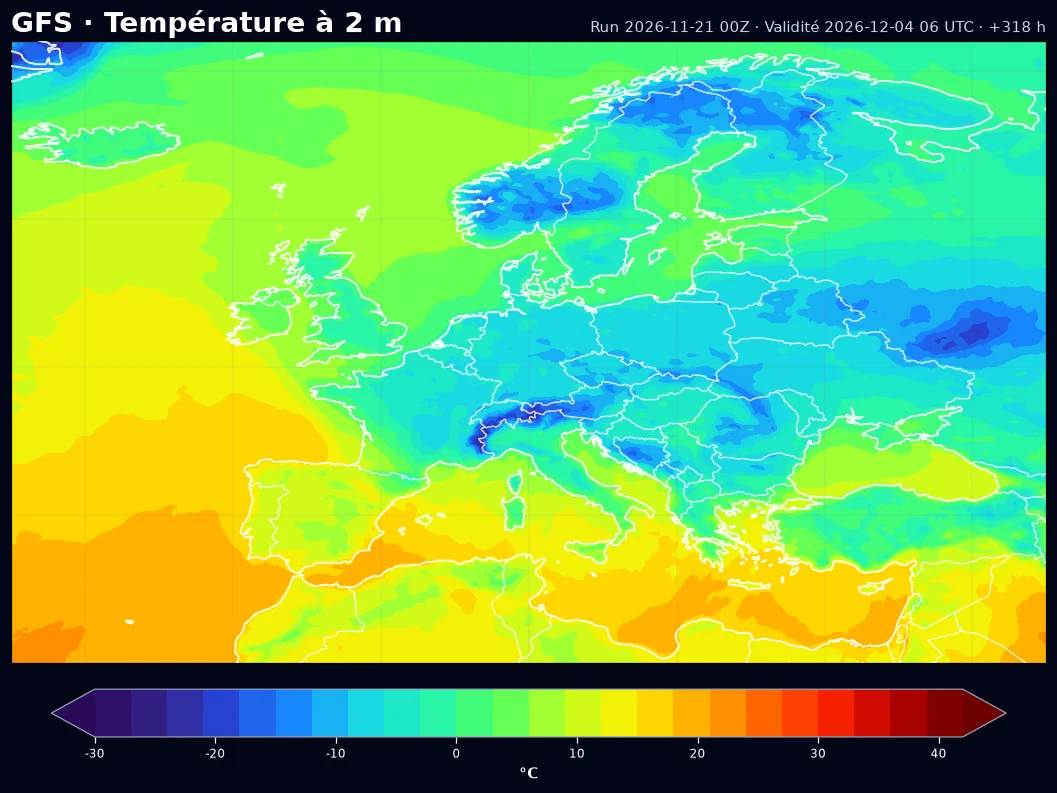 GFS · Température à 2 m
Run 2026-11-21 00Z · Validité 2026-12-04 06 UTC · +318 h
-30 -20 -10 0 10 20 30 40
°C